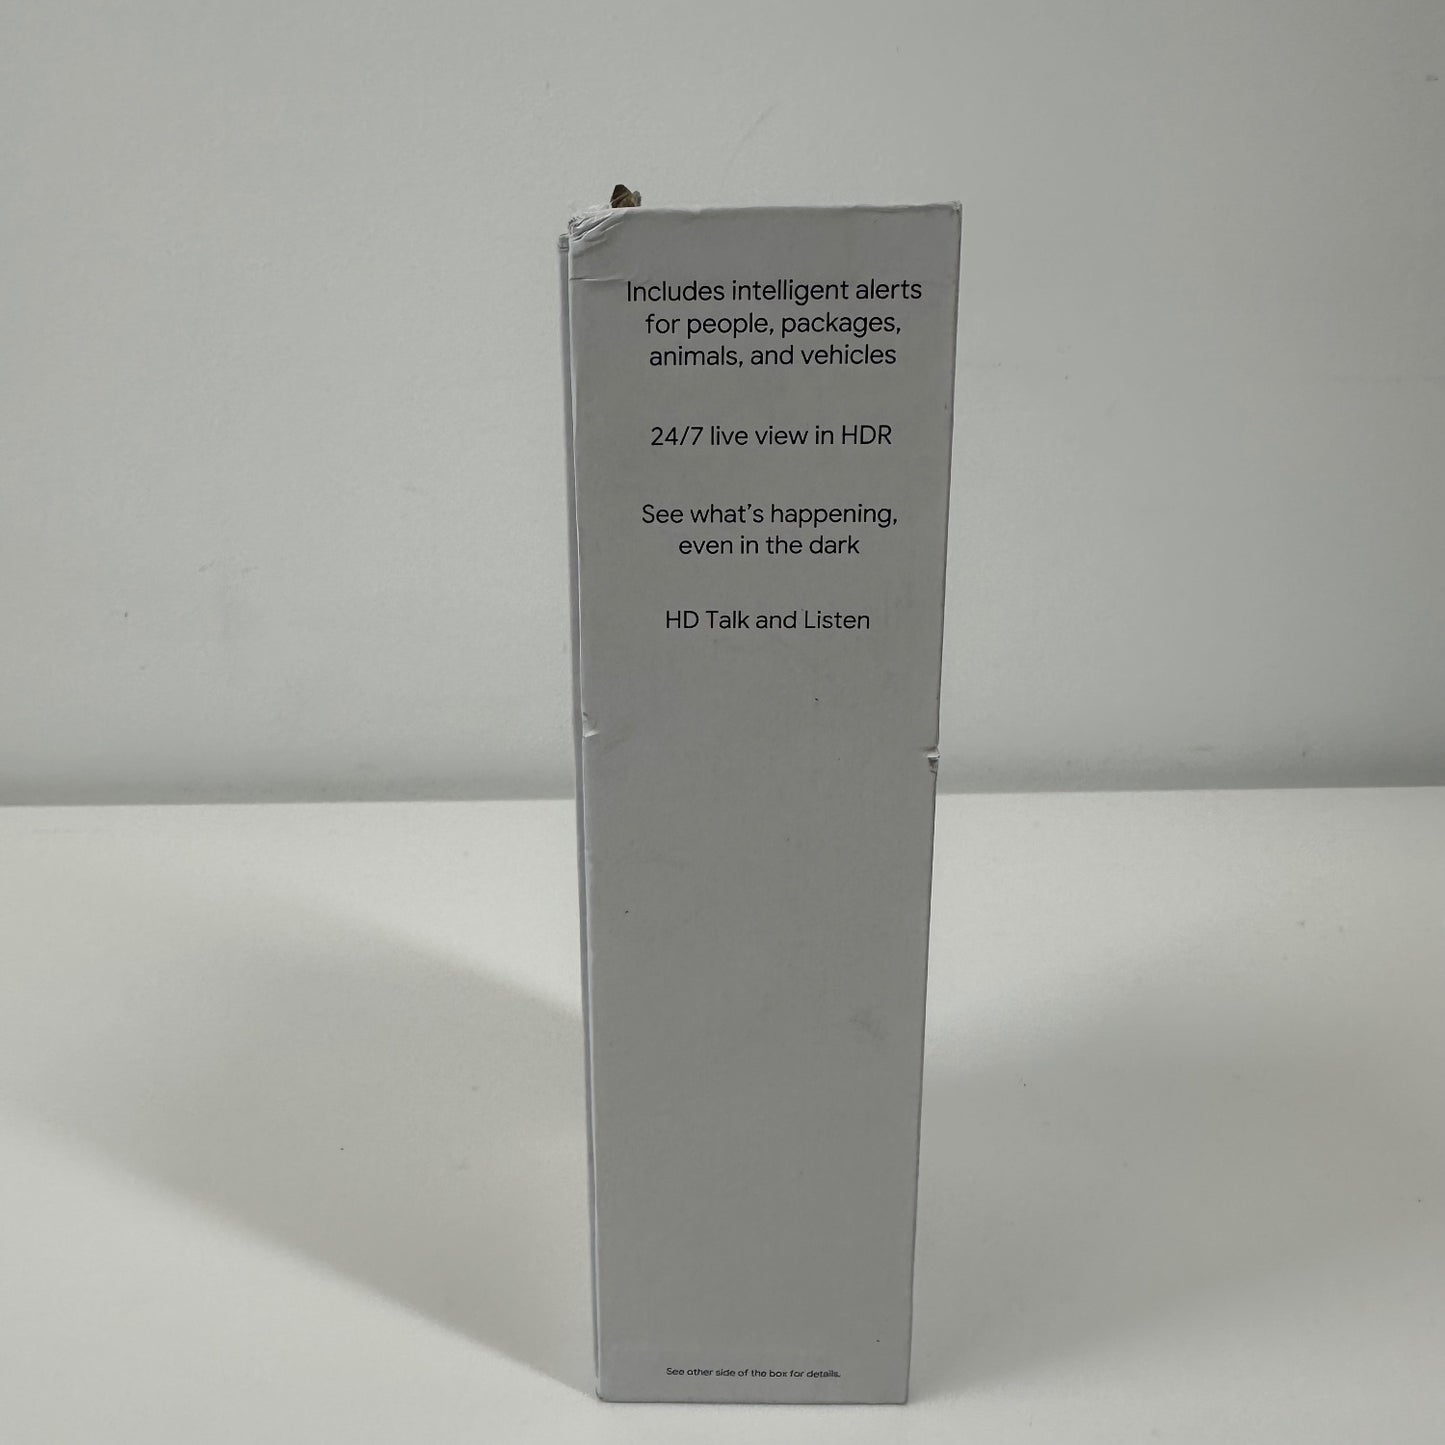 Includes intelligent alerts
for people, packages,
animals, and vehicles
24/7 live view in HDR
See what's happening,
even in the dark
HD Talk and Listen
See other side of the box for details.